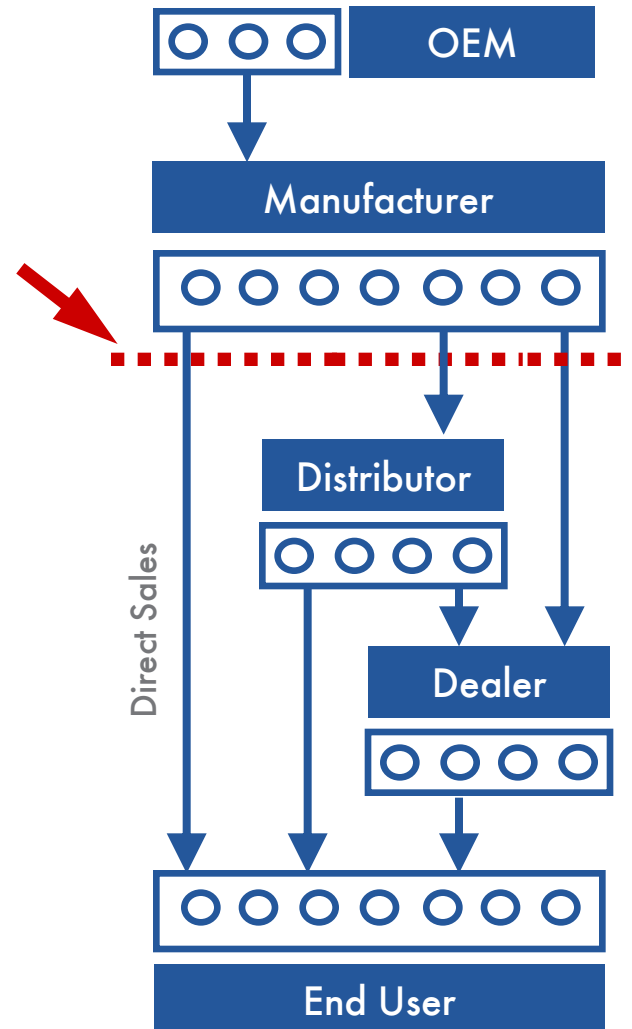 OEM
Manufacturer
Distributor
Direct Sales
Dealer
End User